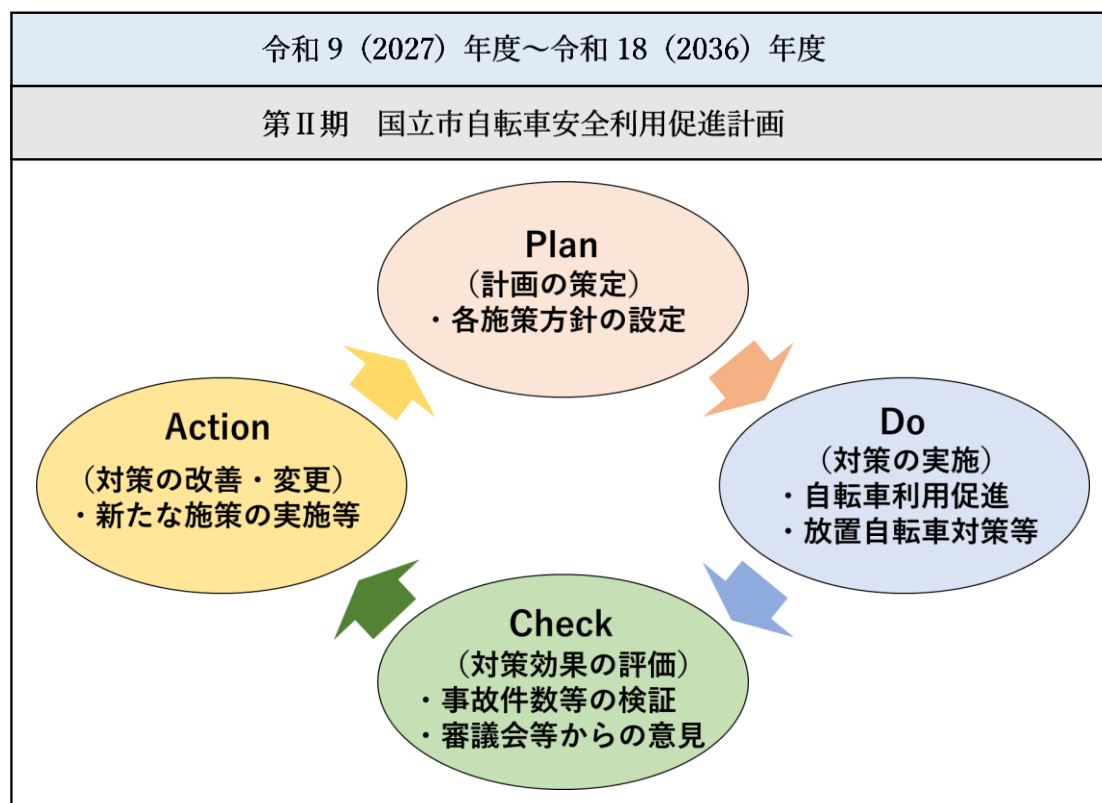 令和 9（2027）年度～令和 18（2036）年度
第Ⅱ期　国立市自転車安全利用促進計画
Plan
（計画の策定）
・各施策方針の設定
Do
（対策の実施）
・自転車利用促進
・放置自転車対策等
Check
（対策効果の評価）
・事故件数等の検証
・審議会等からの意見
Action
（対策の改善・変更）
・新たな施策の実施等